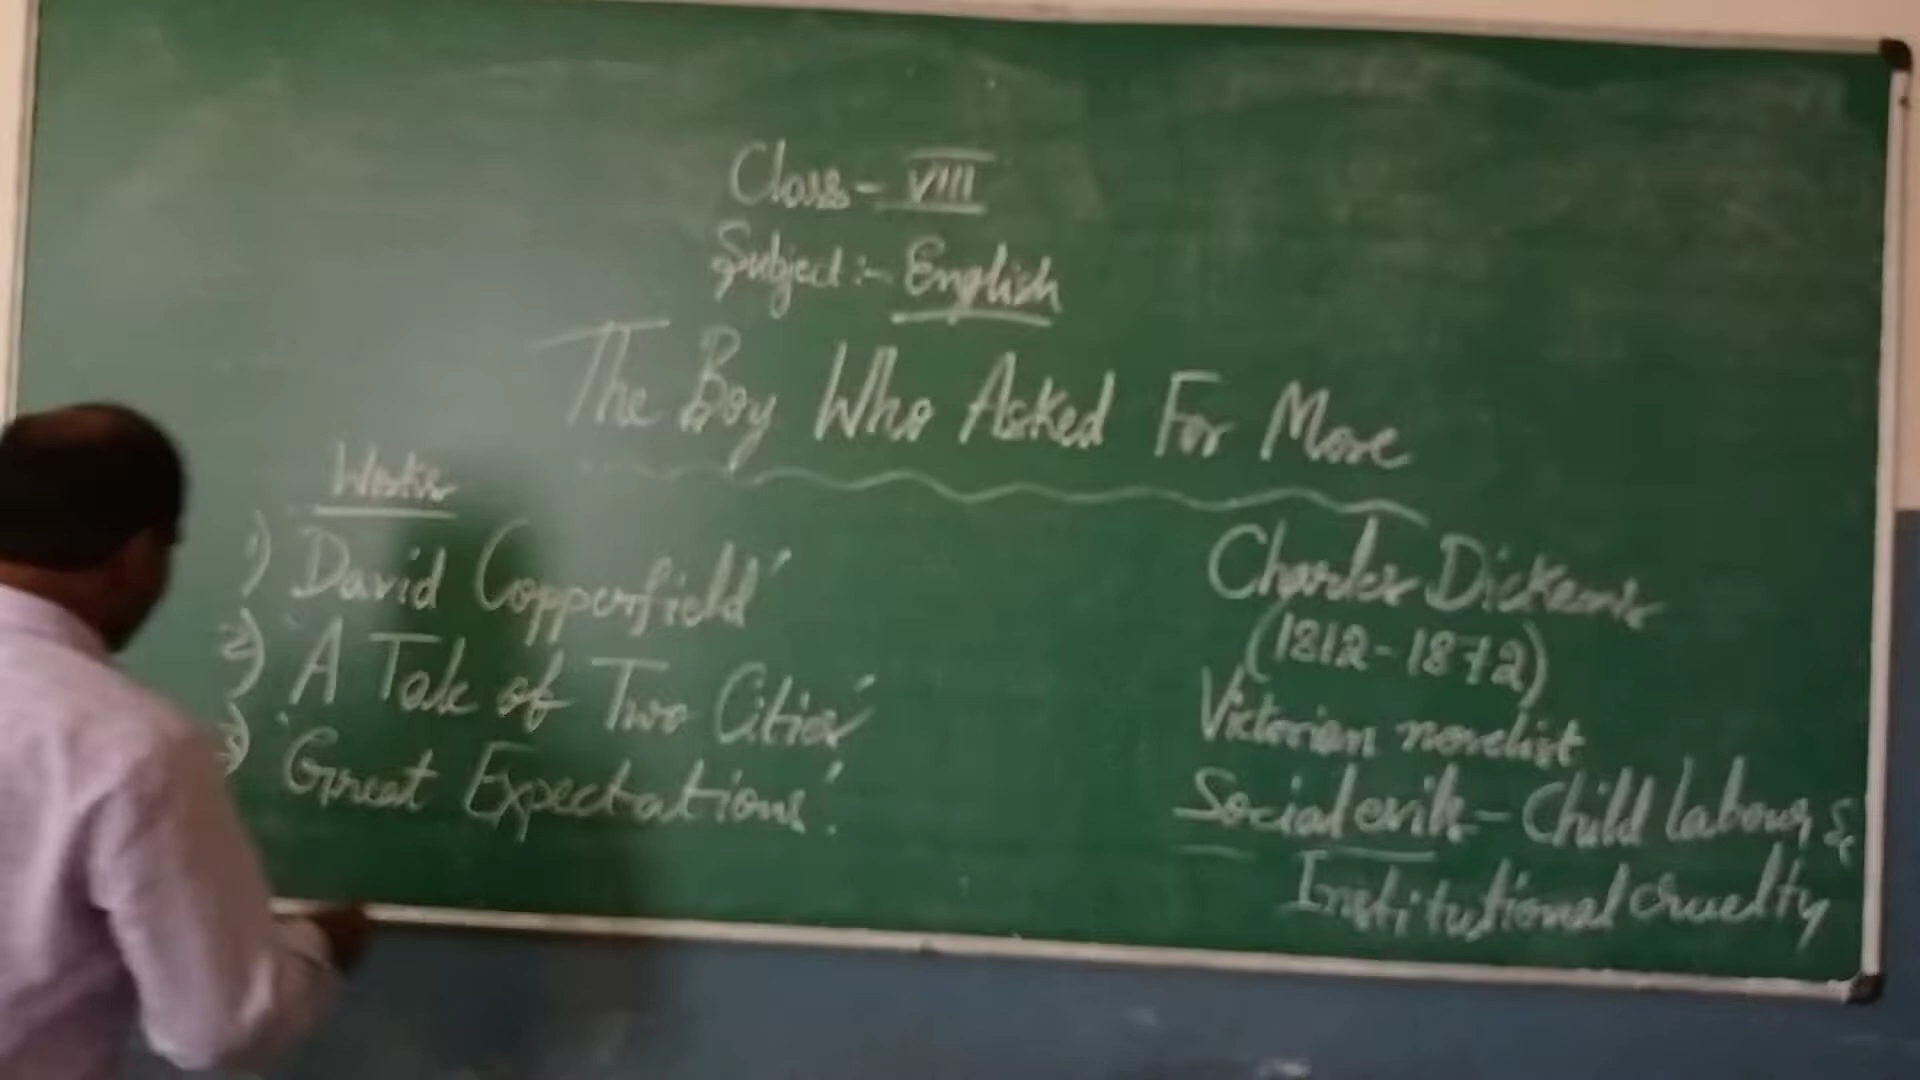 Class - VIII
Subject :- English
The Boy Who Asked For More
Works
1) 'David Copperfield'
2) 'A Tale of Two Cities'
3) 'Great Expectations'.
Charles Dickens
(1812-1872)
Victorian novelist
Social evils - Child labour &
Institutional cruelty